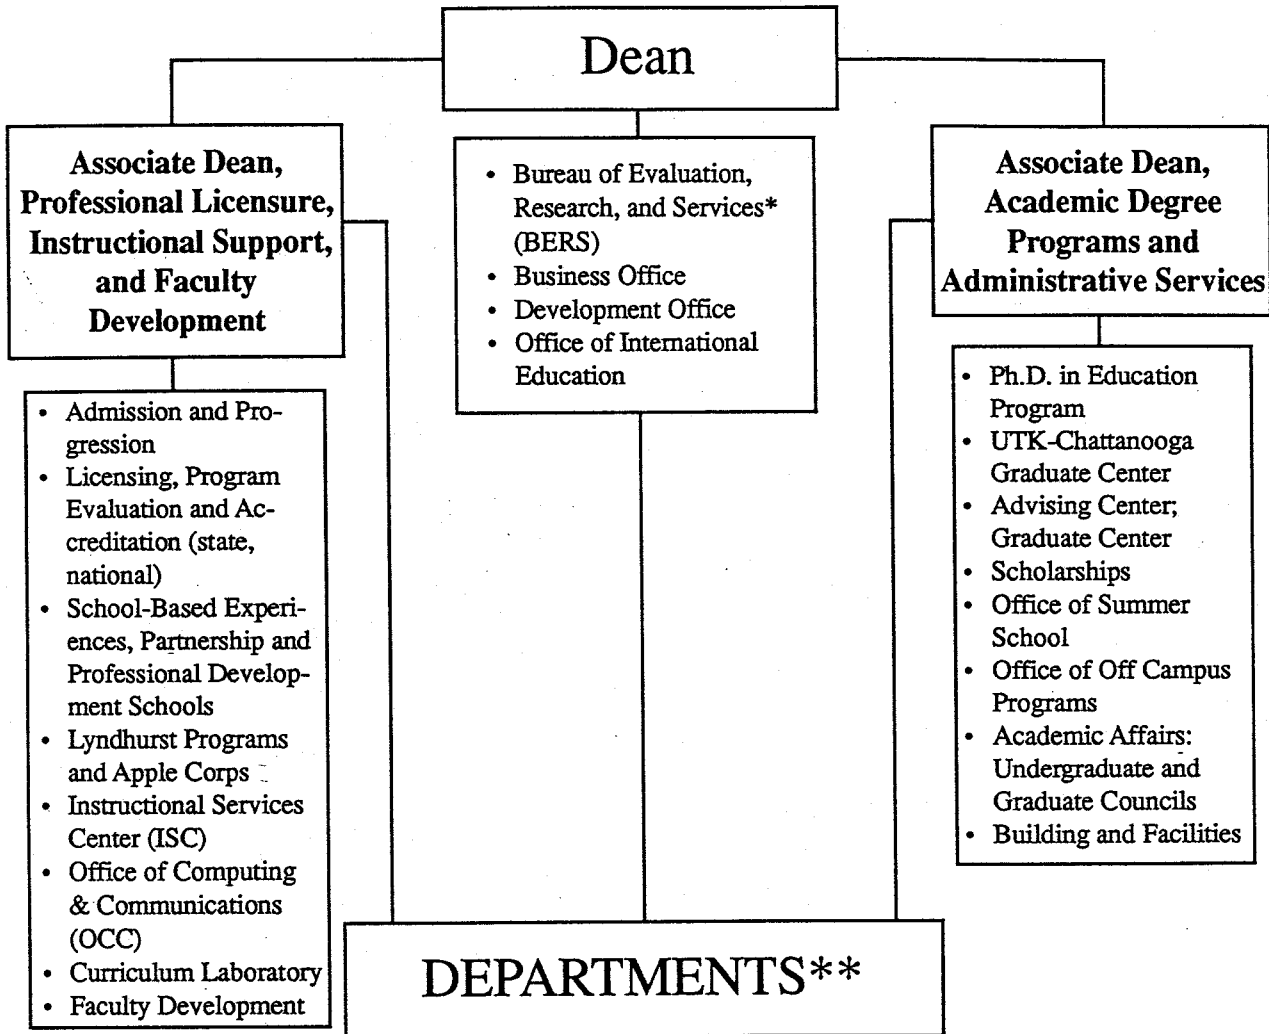 Dean
Associate Dean,
Professional Licensure,
Instructional Support,
and Faculty
Development
• Admission and Pro-
gression
• Licensing, Program
Evaluation and Ac-
creditation (state,
national)
• School-Based Experi-
ences, Partnership and
Professional Develop-
ment Schools
• Lyndhurst Programs
and Apple Corps
• Instructional Services
Center (ISC)
• Office of Computing
& Communications
(OCC)
• Curriculum Laboratory
• Faculty Development
• Bureau of Evaluation,
Research, and Services*
(BERS)
• Business Office
• Development Office
• Office of International
Education
Associate Dean,
Academic Degree
Programs and
Administrative Services
• Ph.D. in Education
Program
• UTK-Chattanooga
Graduate Center
• Advising Center;
Graduate Center
• Scholarships
• Office of Summer
School
• Office of Off Campus
Programs
• Academic Affairs:
Undergraduate and
Graduate Councils
• Building and Facilities
DEPARTMENTS**